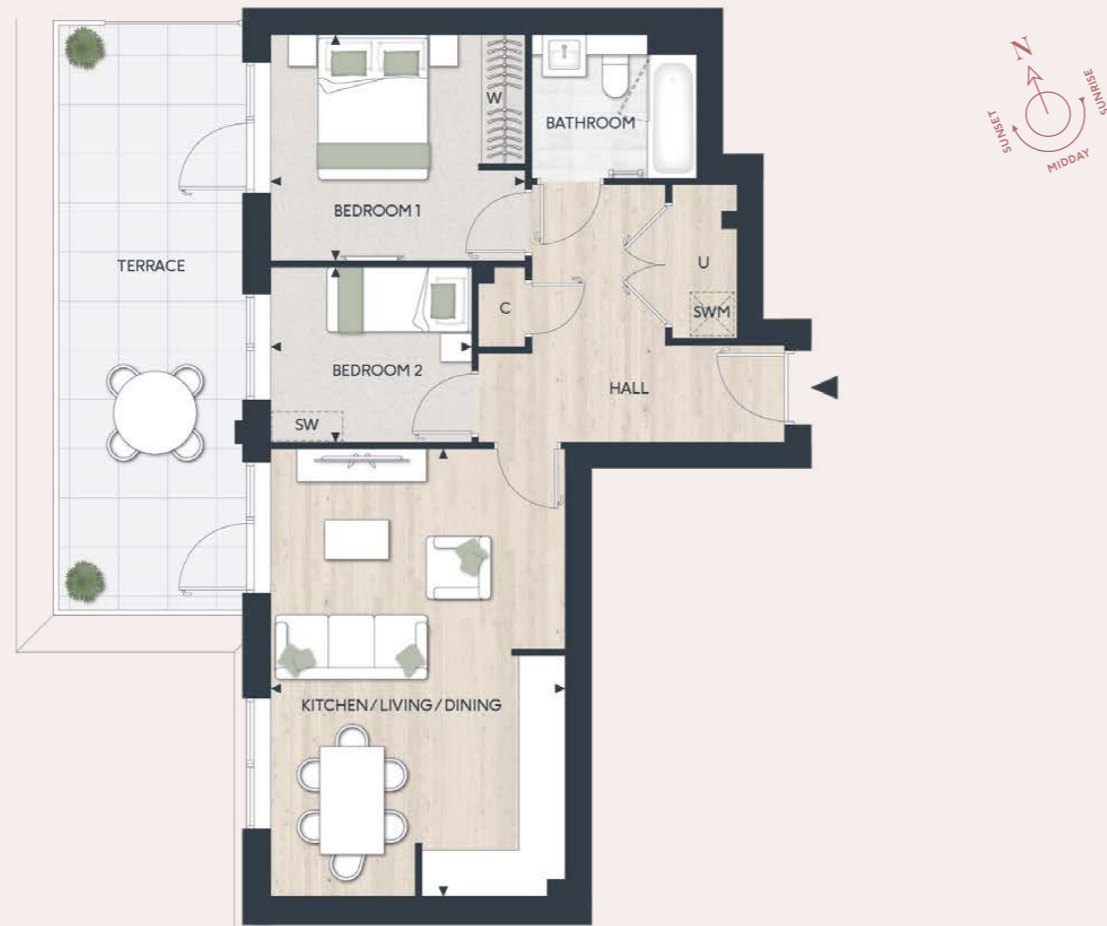 N
SUNRISE
SUNSET
MIDDAY
W
BATHROOM
BEDROOM 1
TERRACE
U
C
SWM
BEDROOM 2
HALL
SW
KITCHEN / LIVING / DINING